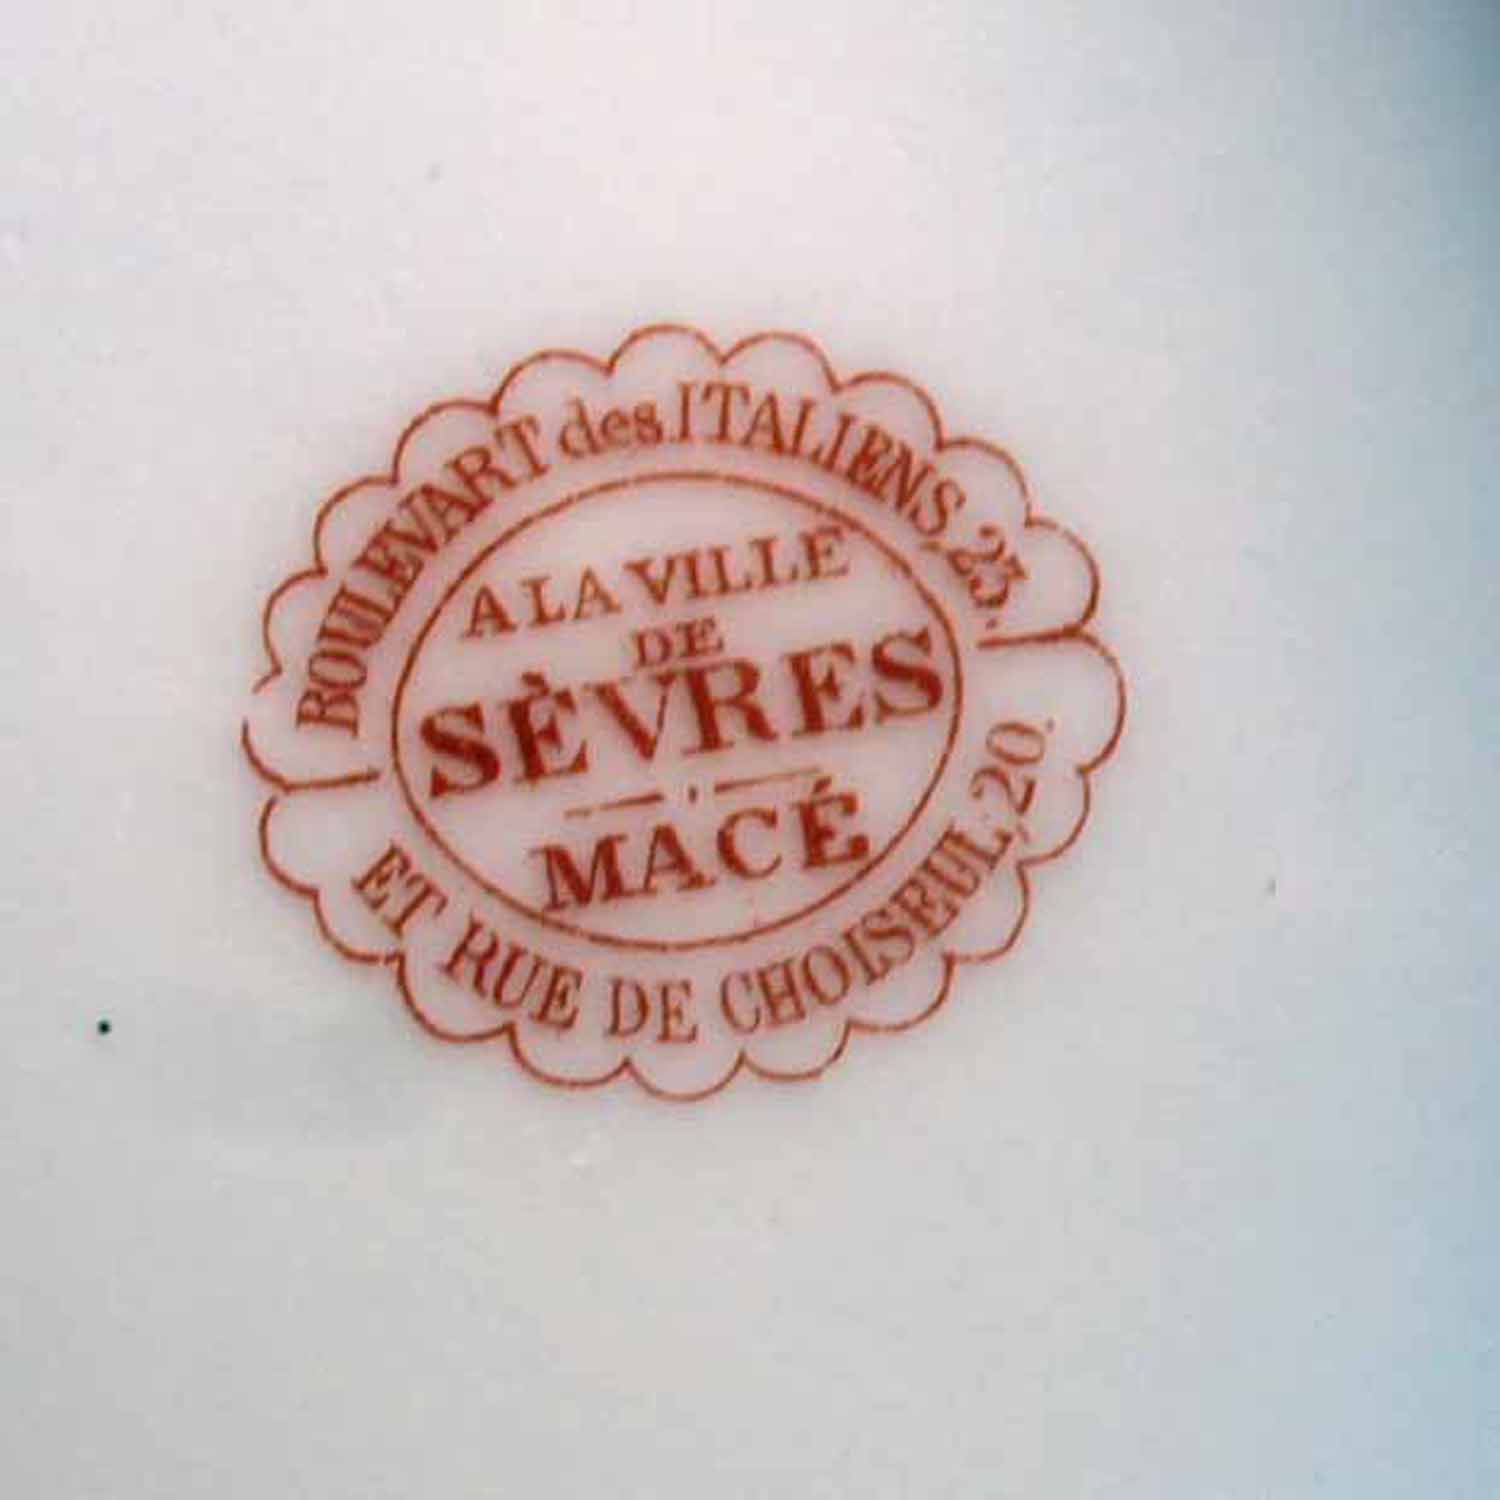 BOULEVART des ITALIENS, 23.
A LA VILLE
DE
SÈVRES
MACÉ
ET RUE DE CHOISEUL, 20.